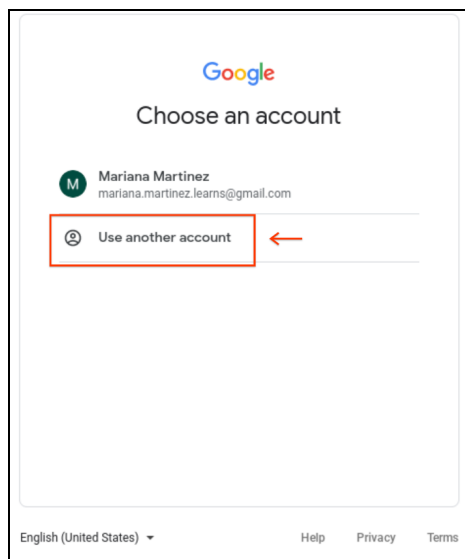 Google
Choose an account
M
Mariana Martinez
mariana.martinez.learns@gmail.com
Use another account
English (United States)
Help Privacy Terms